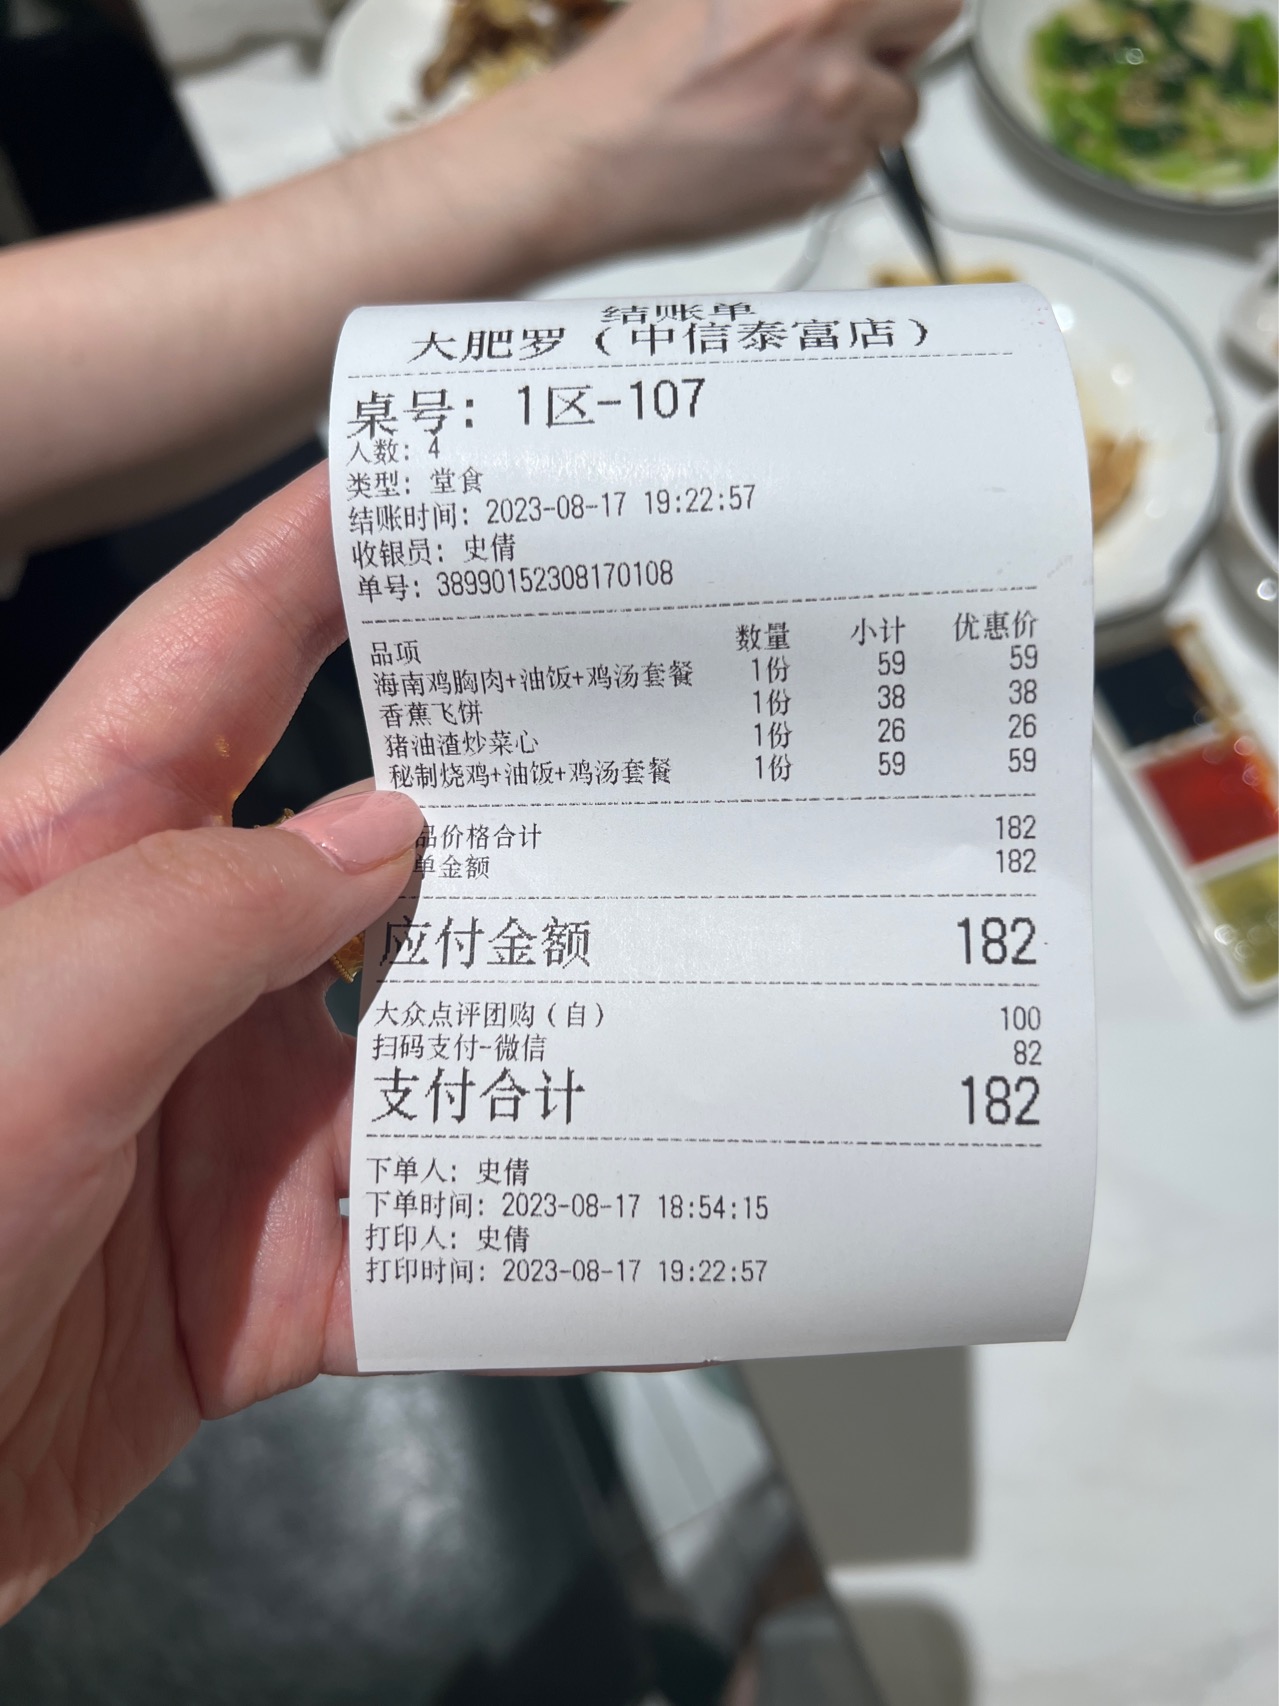 结账单
大肥罗（中信泰富店）
桌号：1区-107
人数：4
类型：堂食
结账时间：2023-08-17 19:22:57
收银员：史倩
单号：38990152308170108
品项 数量 小计 优惠价
海南鸡胸肉+油饭+鸡汤套餐 1份 59 59
香蕉飞饼 1份 38 38
猪油渣炒菜心 1份 26 26
秘制烧鸡+油饭+鸡汤套餐 1份 59 59
品价格合计 182
单金额 182
应付金额 182
大众点评团购（自） 100
扫码支付-微信 82
支付合计 182
下单人：史倩
下单时间：2023-08-17 18:54:15
打印人：史倩
打印时间：2023-08-17 19:22:57